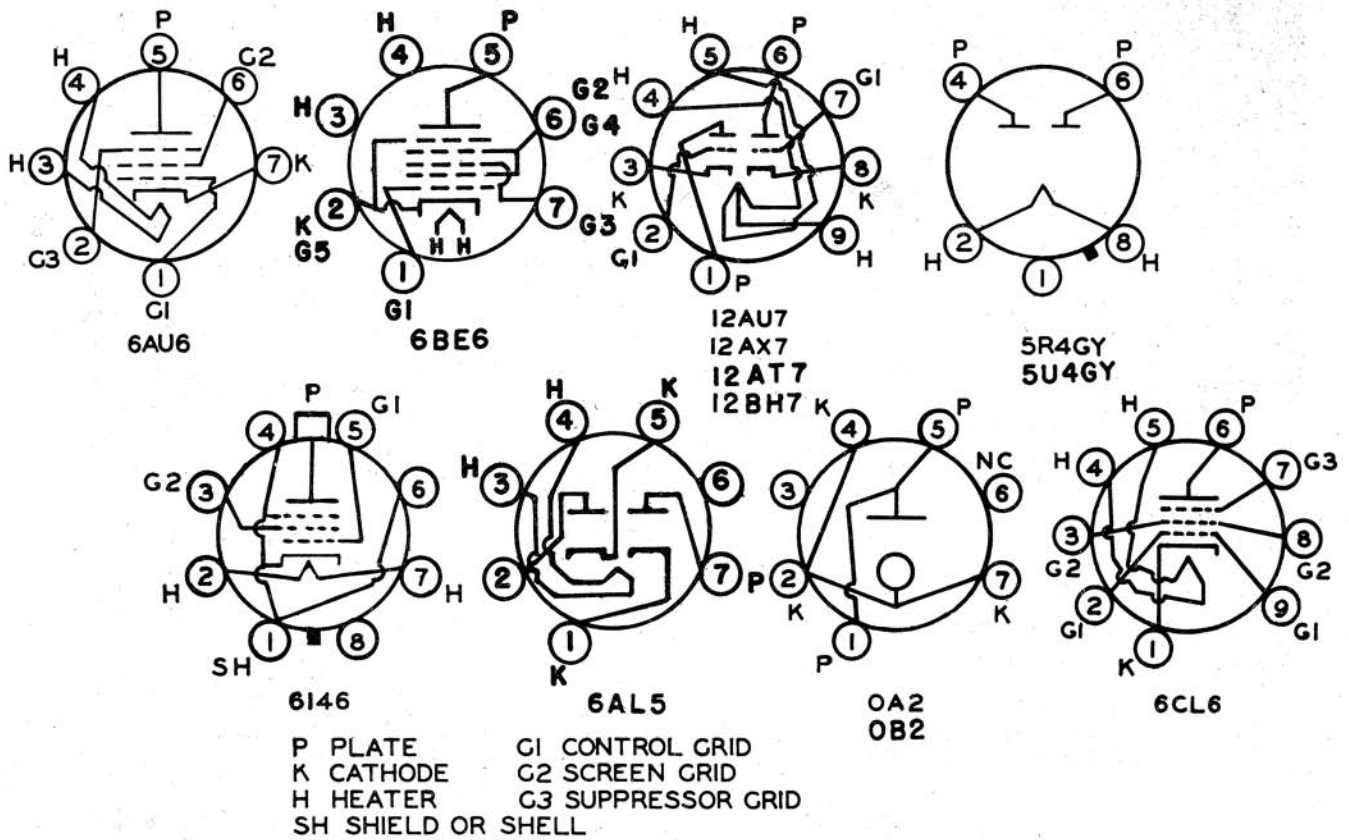 6AU6
P
5
H
4
6
G2
H
3
7
K
2
G3
1
G1
6BE6
H
4
P
5
H
3
6
G2
G4
2
K
G5
7
G3
H H
1
G1
12AU7
12AX7
12AT7
12BH7
H
5
P
6
H
4
7
G1
3
K
8
K
2
G1
9
H
1
P
5R4GY
5U4GY
P
4
P
6
2
H
8
H
1
6146
P
4
5
G1
G2
3
6
2
H
7
H
1
SH
8
6AL5
H
4
K
5
H
3
6
2
7
P
1
K
OA2
OB2
K
4
5
P
3
NC
6
2
K
7
K
1
P
6CL6
H
5
6
P
H
4
7
G3
3
G2
8
G2
2
G1
9
G1
K
1
P PLATE G1 CONTROL GRID
K CATHODE G2 SCREEN GRID
H HEATER G3 SUPPRESSOR GRID
SH SHIELD OR SHELL